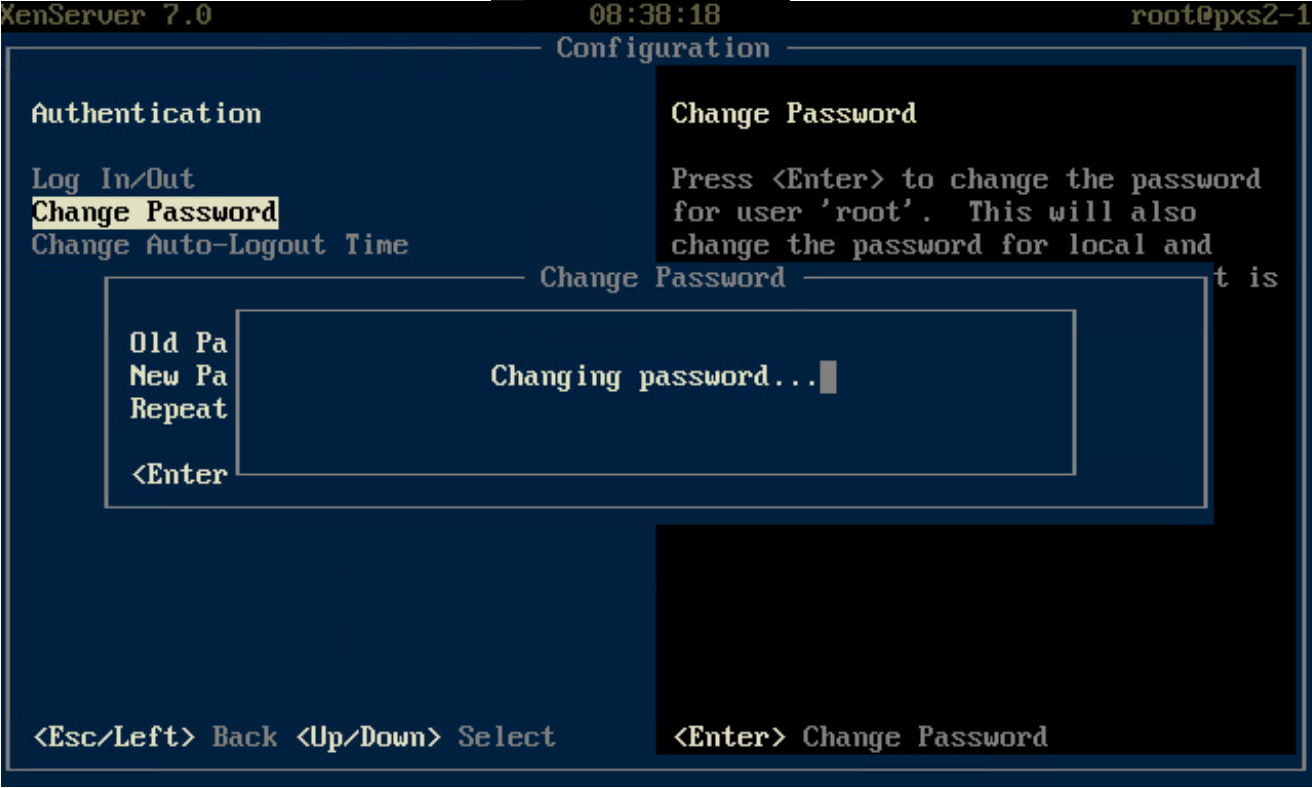 XenServer 7.0 08:38:18 root@pxs2-1
Configuration
Authentication
Log In/Out
Change Password
Change Auto-Logout Time
Change Password
Press <Enter> to change the password
for user 'root'.  This will also
change the password for local and
t is
Change Password
Old Pa
New Pa
Repeat
<Enter
Changing password...
<Esc/Left> Back <Up/Down> Select
<Enter> Change Password